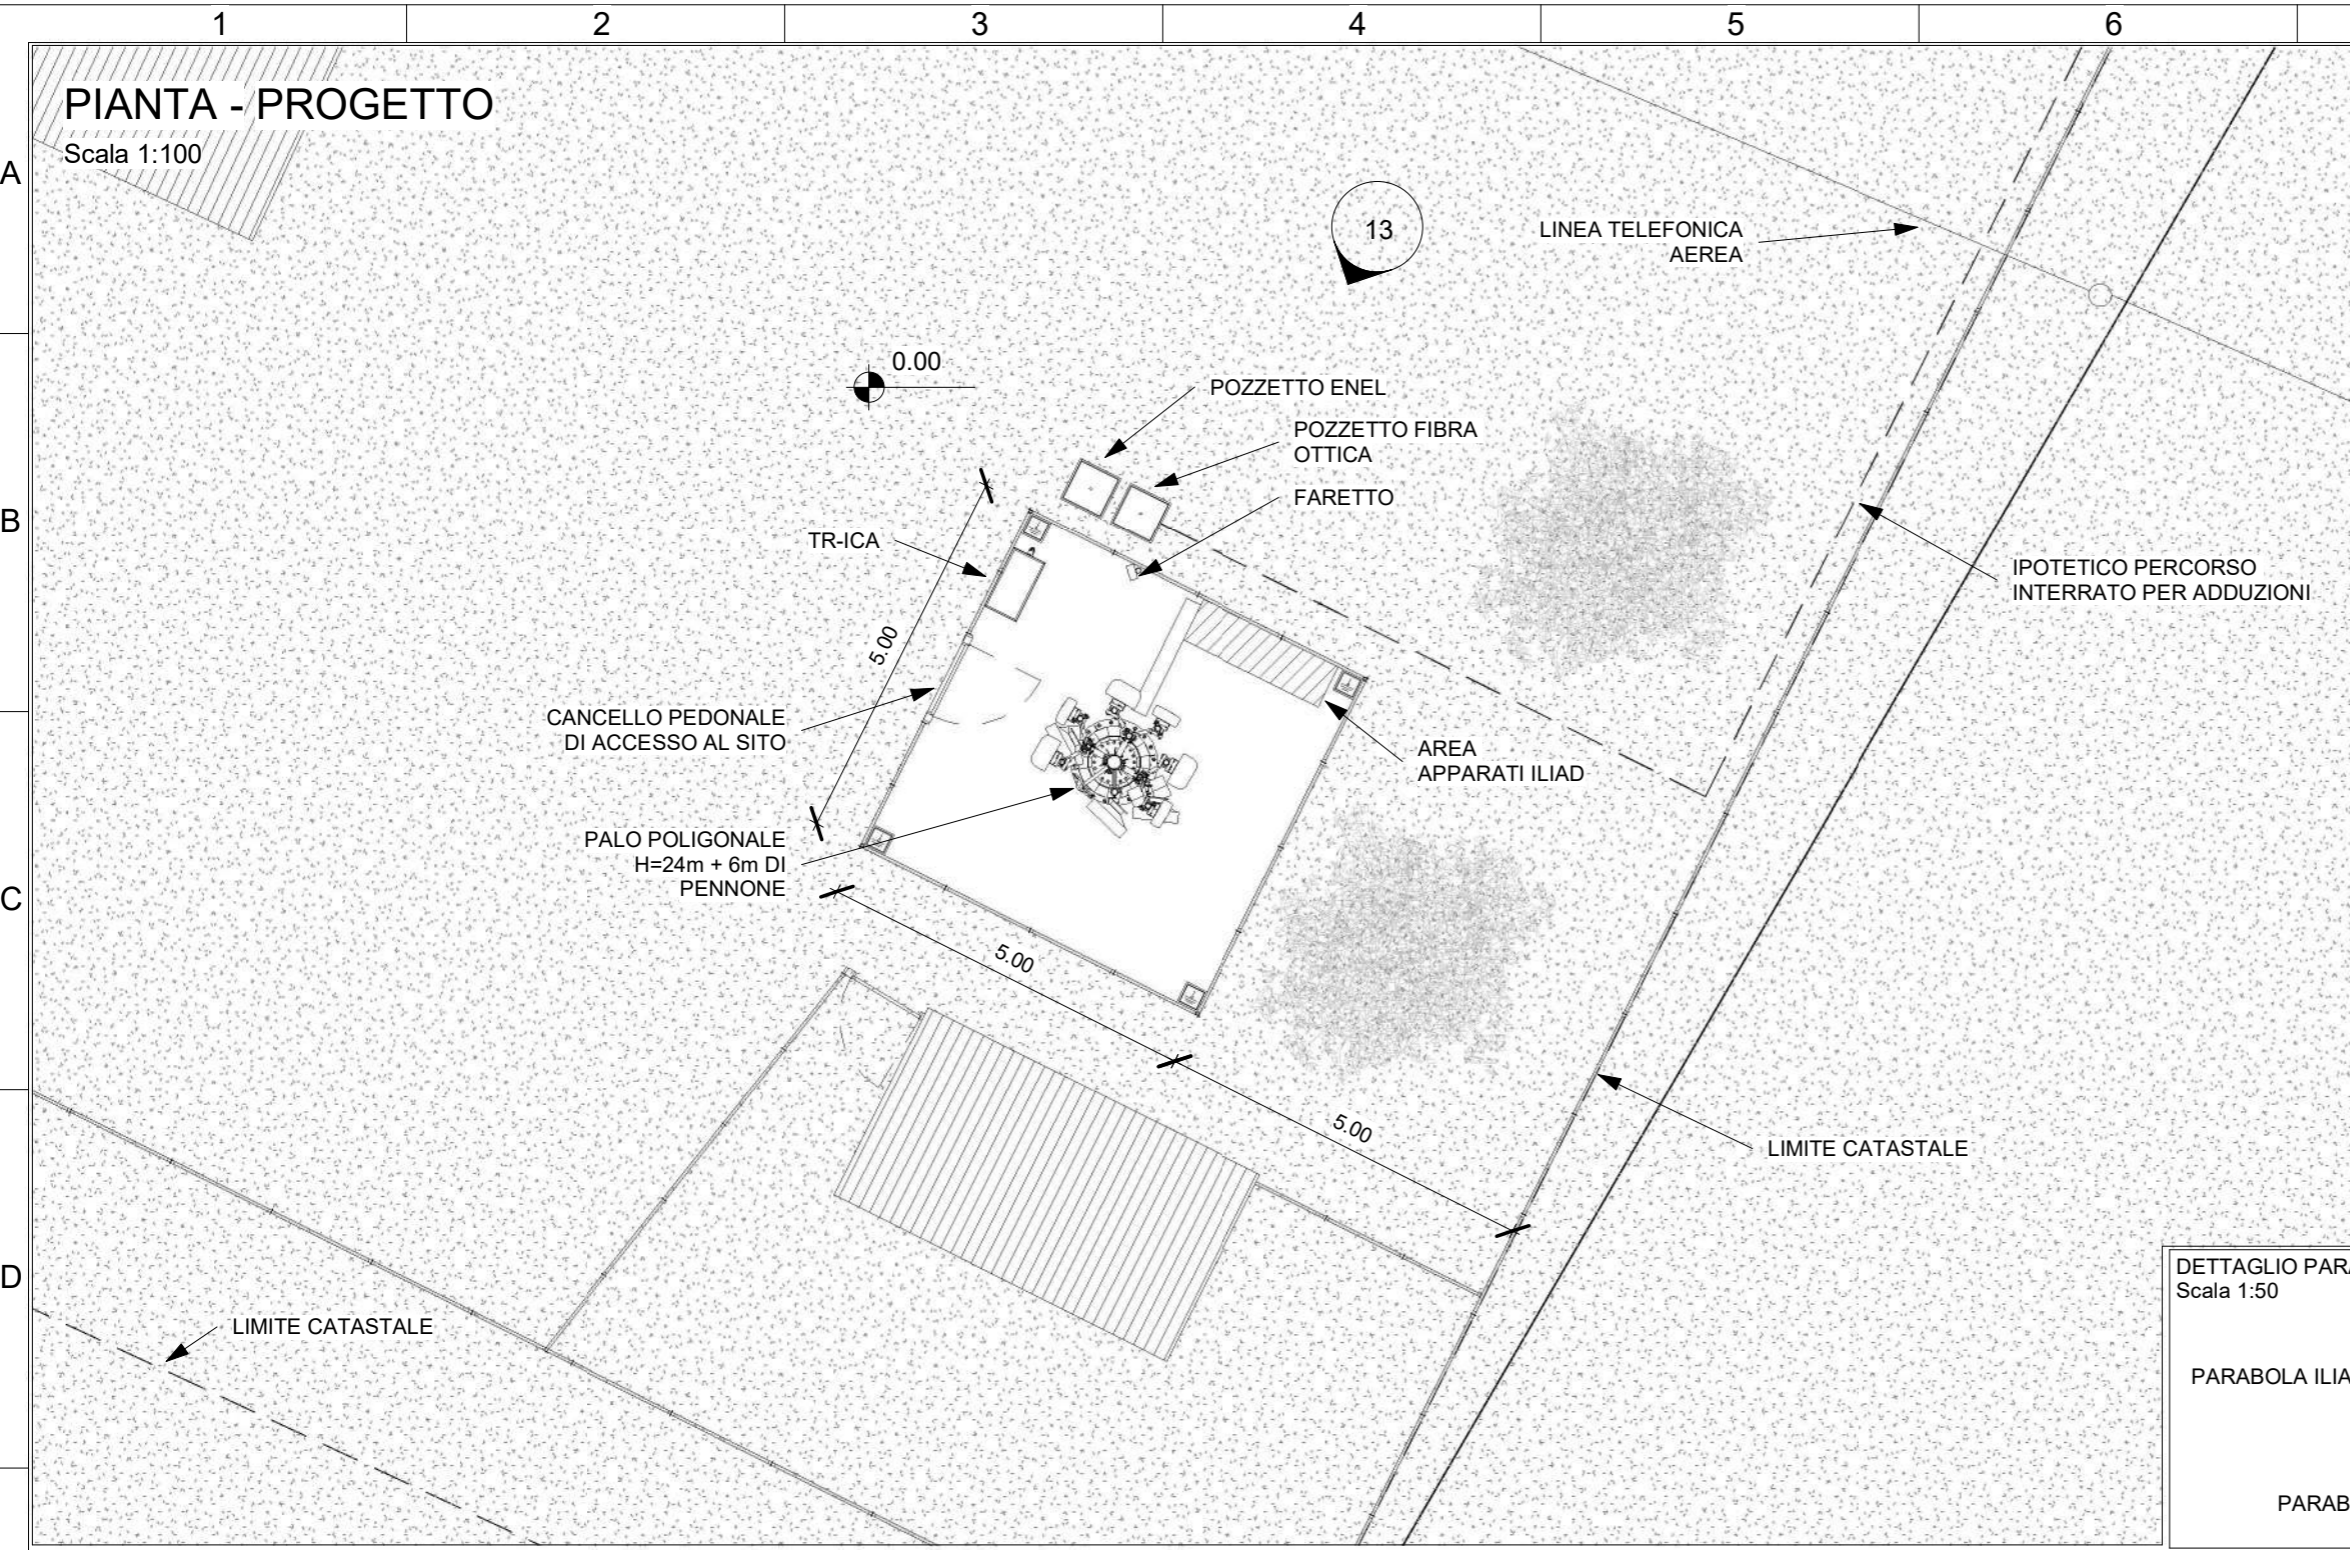 1
2
3
4
5
6
A
B
C
D
PIANTA - PROGETTO
Scala 1:100
13
LINEA TELEFONICA
AEREA
0.00
POZZETTO ENEL
POZZETTO FIBRA
OTTICA
FARETTO
TR-ICA
IPOTETICO PERCORSO
INTERRATO PER ADDUZIONI
5.00
CANCELLO PEDONALE
DI ACCESSO AL SITO
AREA
APPARATI ILIAD
PALO POLIGONALE
H=24m + 6m DI
PENNONE
5.00
5.00
LIMITE CATASTALE
LIMITE CATASTALE
DETTAGLIO PARA
Scala 1:50
PARABOLA ILIA
PARAB